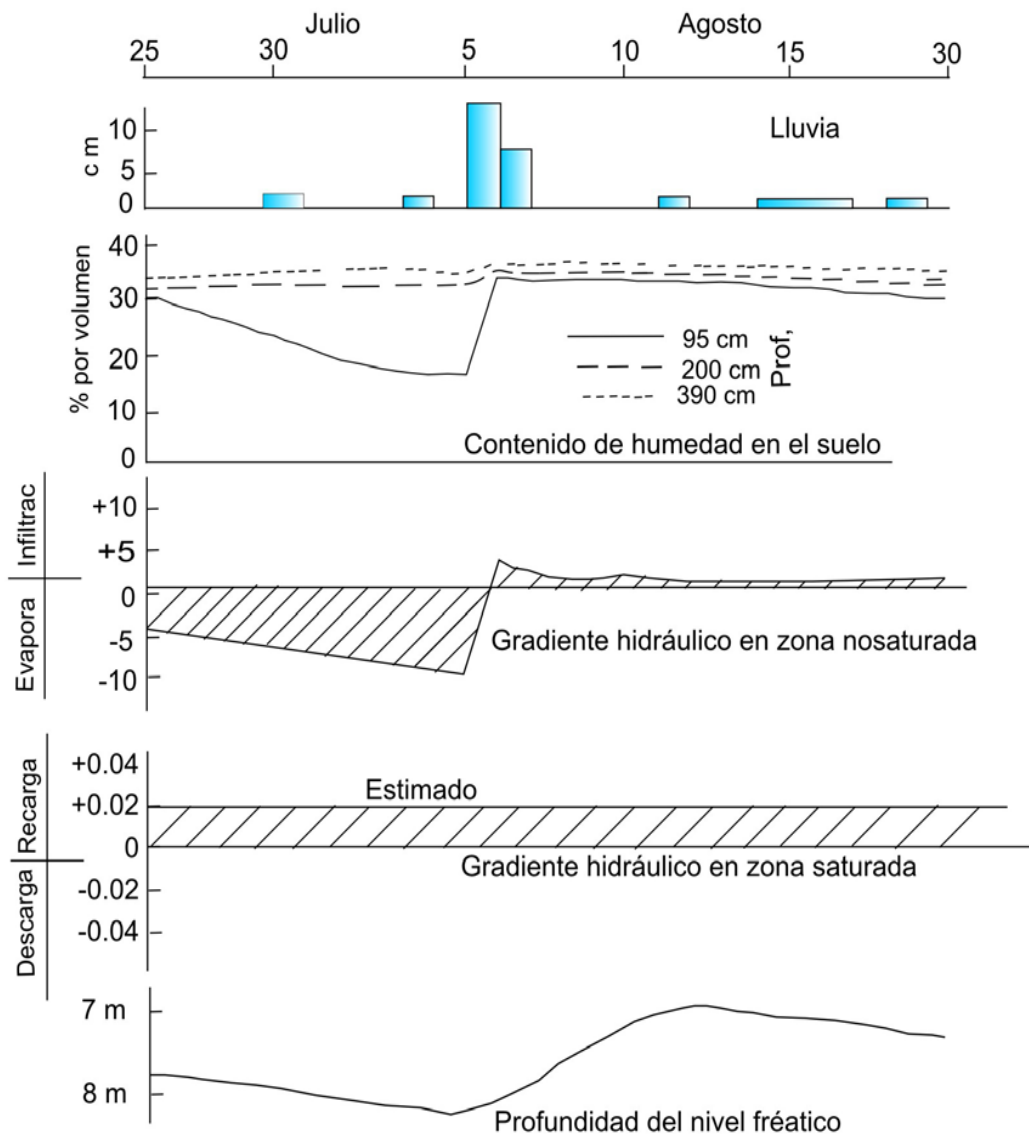 Julio Agosto
25 30 5 10 15 30
Lluvia
c m
10
5
0
% por volumen
40
30
20
10
0
95 cm
200 cm
390 cm
Prof,
Contenido de humedad en el suelo
Infiltrac
Evapora
+10
+5
0
-5
-10
Gradiente hidráulico en zona nosaturada
Recarga
Descarga
+0.04
+0.02
0
-0.02
-0.04
Estimado
Gradiente hidráulico en zona saturada
7 m
8 m
Profundidad del nivel fréatico